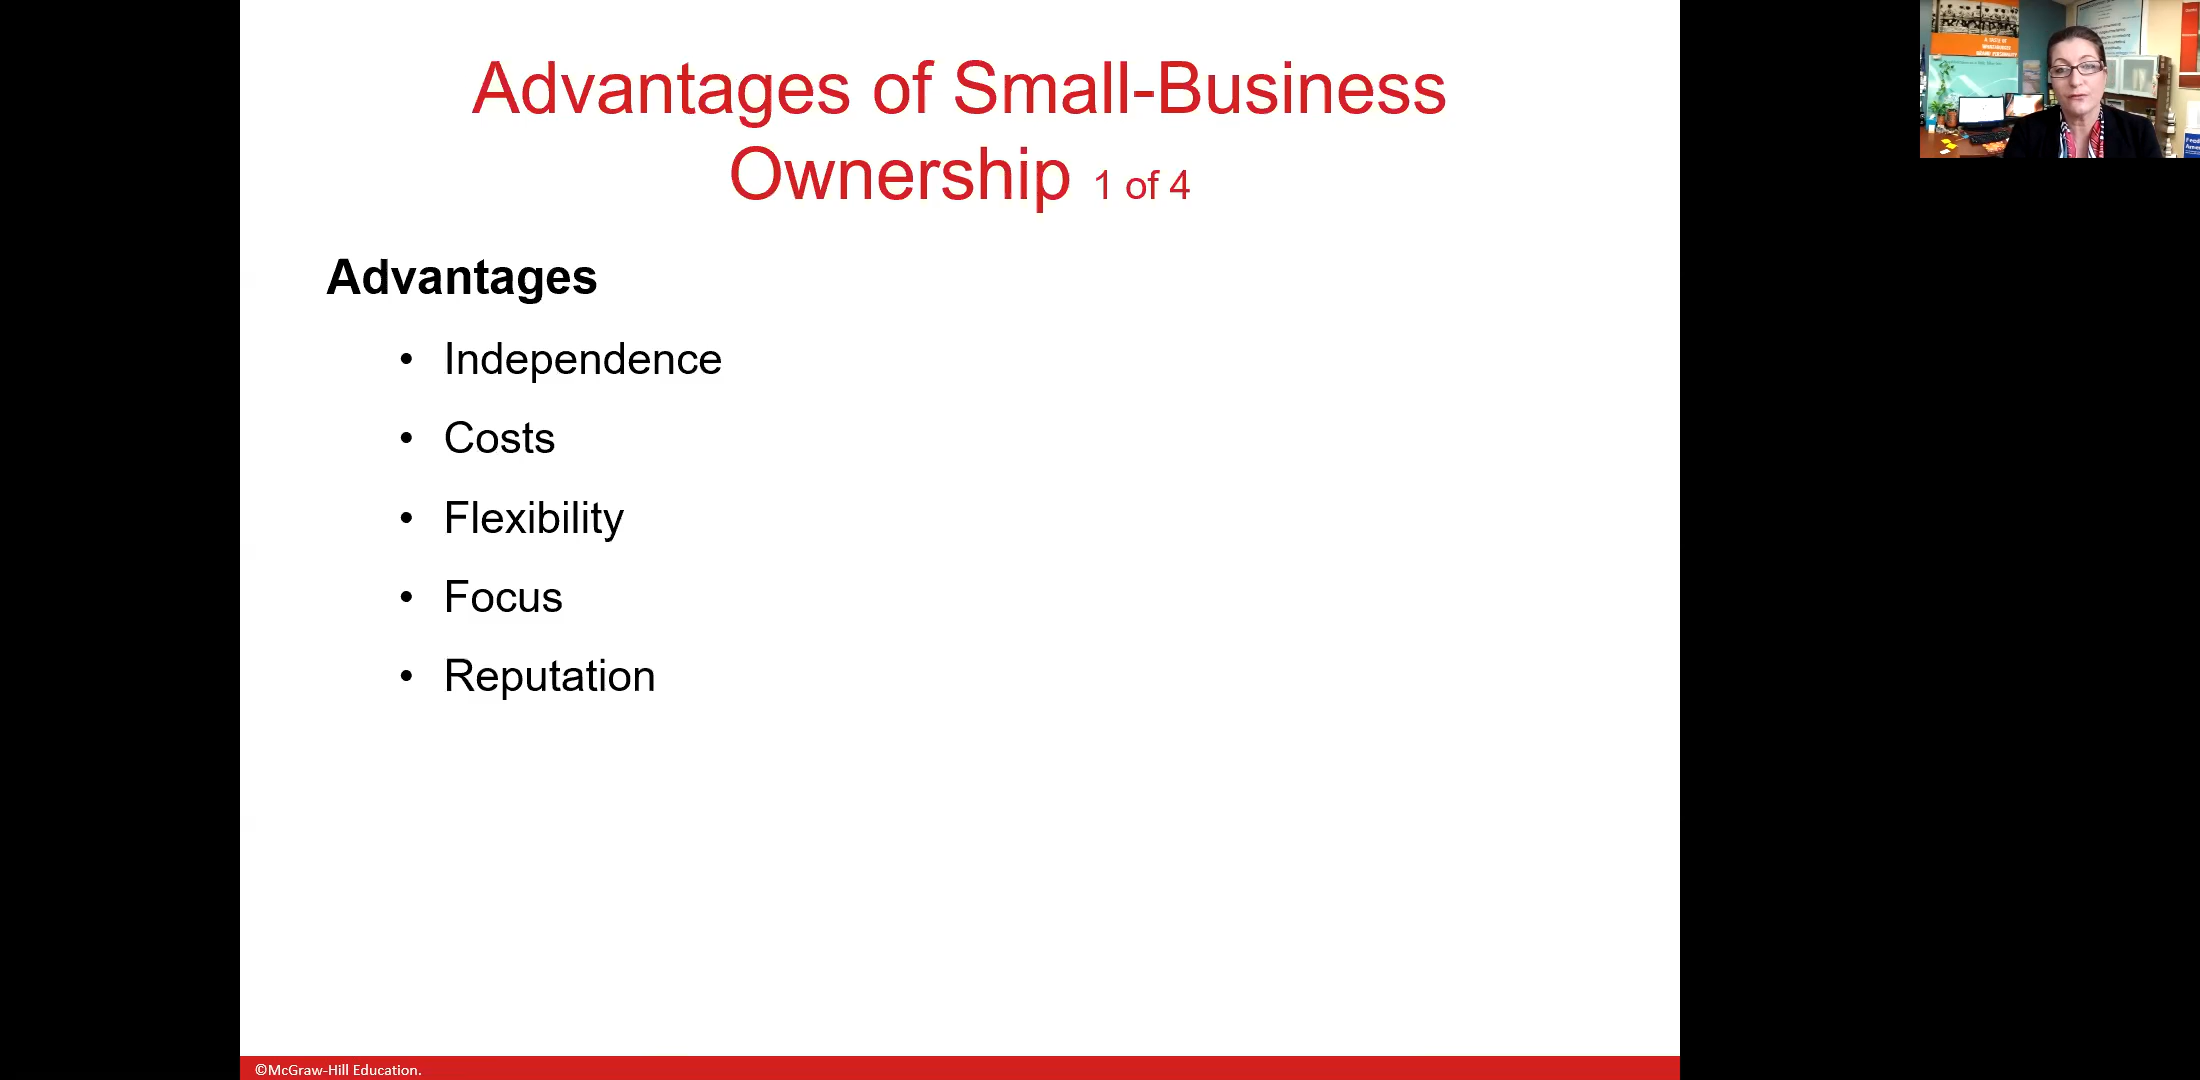 Advantages of Small-Business
Ownership 1 of 4
Advantages
• Independence
• Costs
• Flexibility
• Focus
• Reputation
©McGraw-Hill Education.